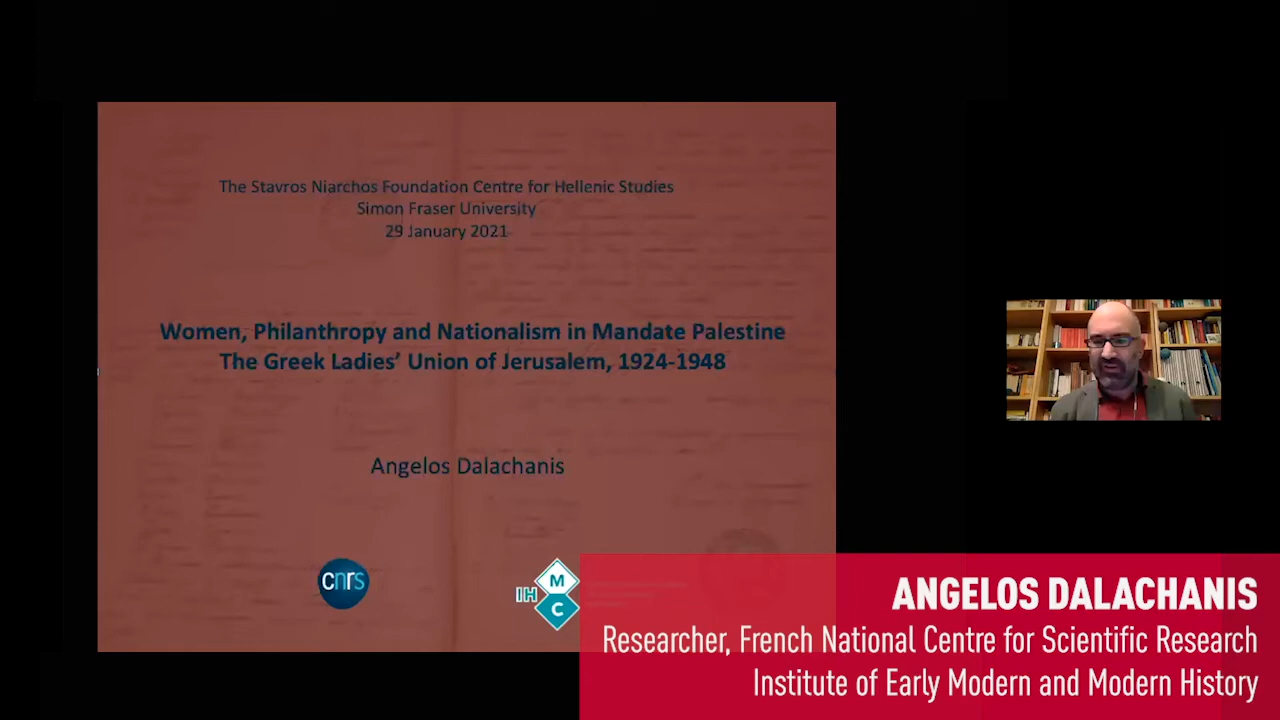 The Stavros Niarchos Foundation Centre for Hellenic Studies
Simon Fraser University
29 January 2021
Women, Philanthropy and Nationalism in Mandate Palestine
The Greek Ladies’ Union of Jerusalem, 1924-1948
Angelos Dalachanis
cnrs
IH
M
C
ANGELOS DALACHANIS
Researcher, French National Centre for Scientific Research
Institute of Early Modern and Modern History